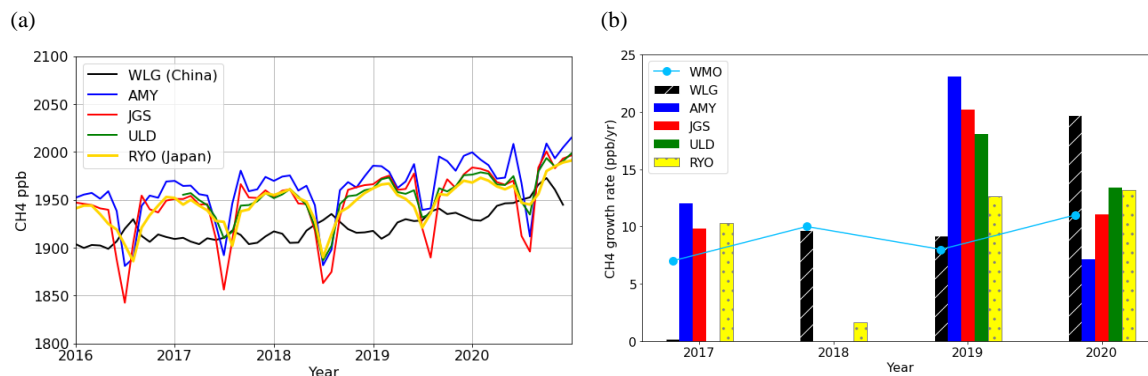 (a)
2100
2050
2000
1950
1900
1850
1800
CH4 ppb
WLG (China)
AMY
JGS
ULD
RYO (Japan)
2016 2017 2018 2019 2020
Year
(b)
25
20
15
10
5
0
CH4 growth rate (ppb/yr)
WMO
WLG
AMY
JGS
ULD
RYO
2017 2018 2019 2020
Year